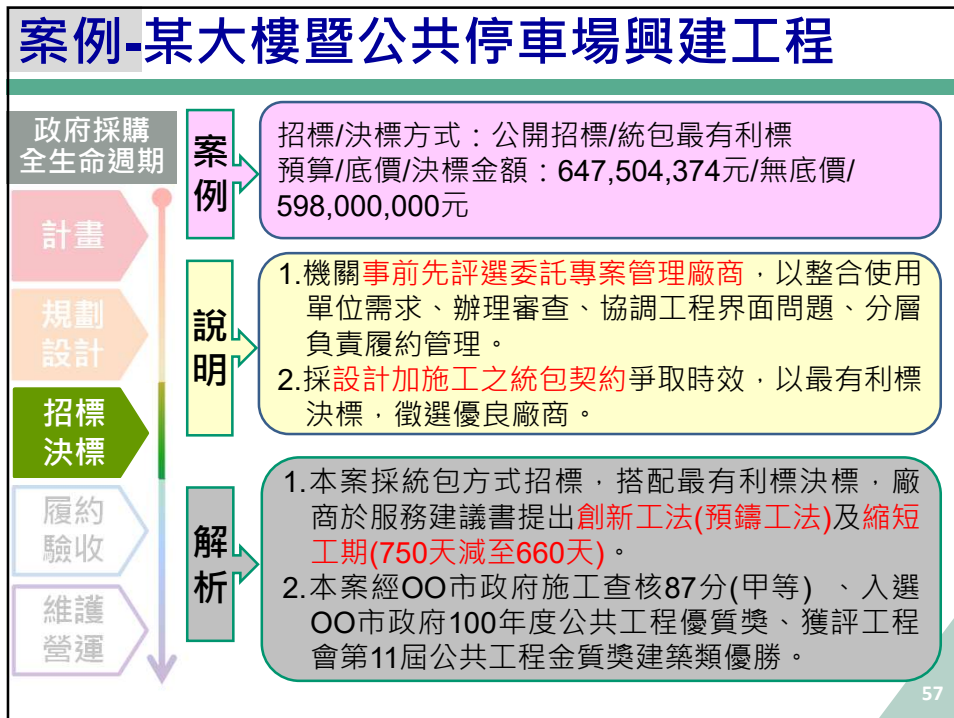 案例-某大樓暨公共停車場興建工程
政府採購
全生命週期
計畫
規劃
設計
招標
決標
履約
驗收
維護
營運
案
例
招標/決標方式：公開招標/統包最有利標
預算/底價/決標金額：647,504,374元/無底價/
598,000,000元
說
明
1.機關事前先評選委託專案管理廠商，以整合使用
單位需求、辦理審查、協調工程界面問題、分層
負責履約管理。
2.採設計加施工之統包契約爭取時效，以最有利標
決標，徵選優良廠商。
解
析
1.本案採統包方式招標，搭配最有利標決標，廠
商於服務建議書提出創新工法(預鑄工法)及縮短
工期(750天減至660天)。
2.本案經OO市政府施工查核87分(甲等) 、入選
OO市政府100年度公共工程優質獎、獲評工程
會第11屆公共工程金質獎建築類優勝。
57